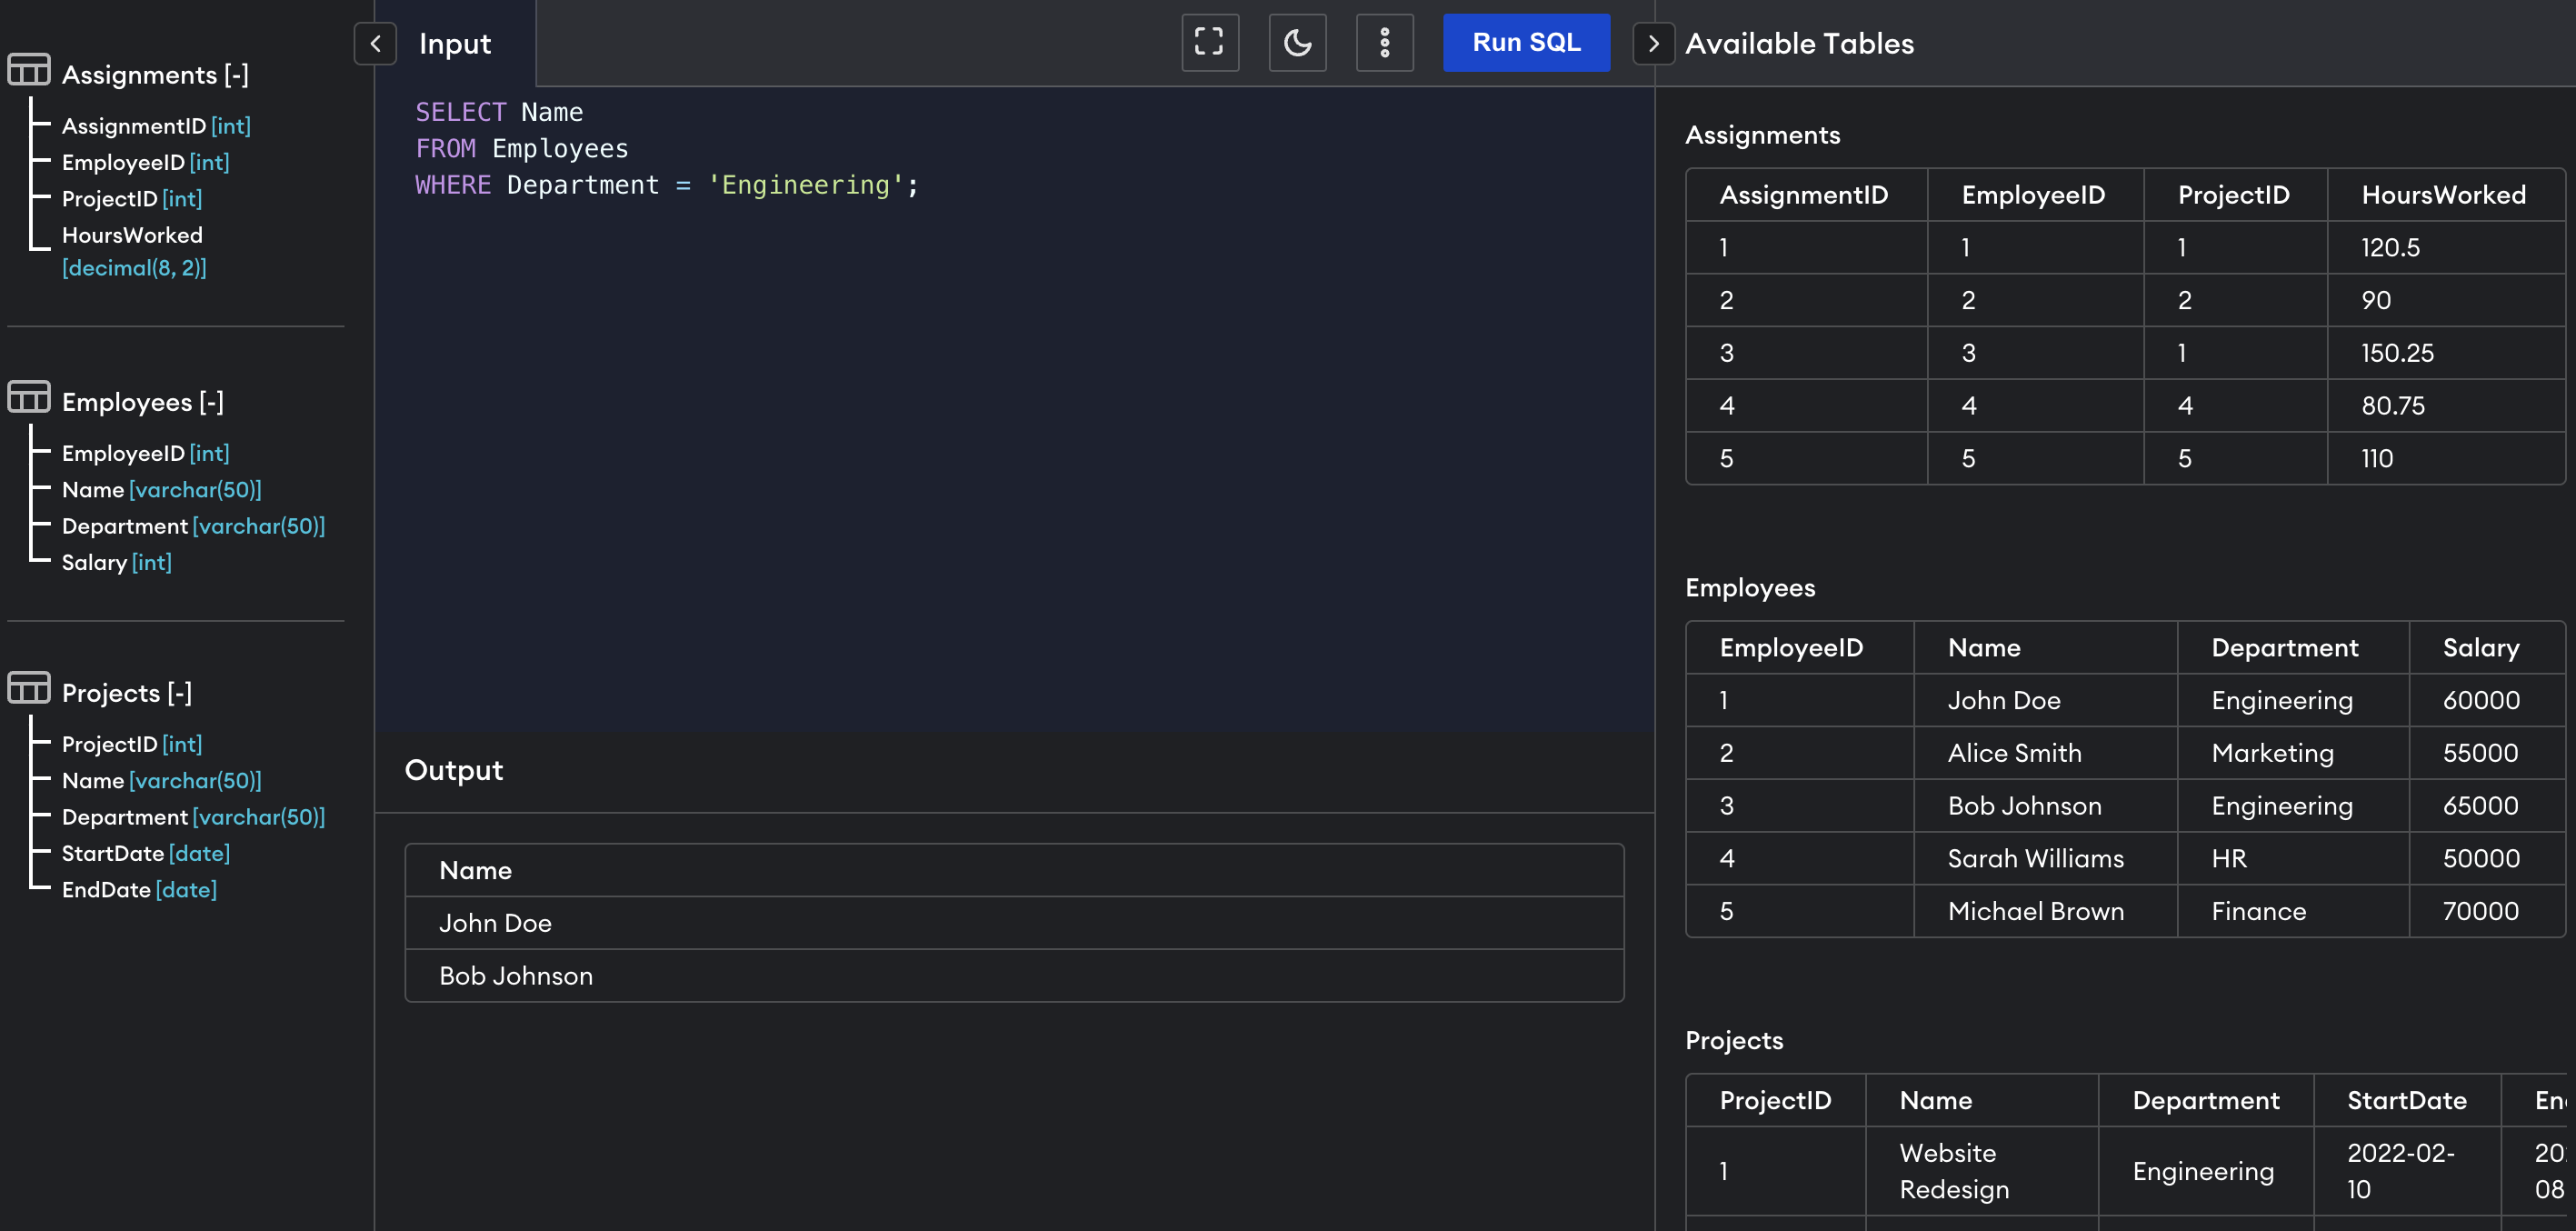 Assignments [-]
AssignmentID [int]
EmployeeID [int]
ProjectID [int]
HoursWorked
[decimal(8, 2)]
Employees [-]
EmployeeID [int]
Name [varchar(50)]
Department [varchar(50)]
Salary [int]
Projects [-]
ProjectID [int]
Name [varchar(50)]
Department [varchar(50)]
StartDate [date]
EndDate [date]
Input
Run SQL
SELECT Name
FROM Employees
WHERE Department = 'Engineering';
Output
Name
John Doe
Bob Johnson
Available Tables
Assignments
AssignmentID EmployeeID ProjectID HoursWorked
1 1 1 120.5
2 2 2 90
3 3 1 150.25
4 4 4 80.75
5 5 5 110
Employees
EmployeeID Name Department Salary
1 John Doe Engineering 60000
2 Alice Smith Marketing 55000
3 Bob Johnson Engineering 65000
4 Sarah Williams HR 50000
5 Michael Brown Finance 70000
Projects
ProjectID Name Department StartDate
1 Website Redesign Engineering 2022-02-10 08